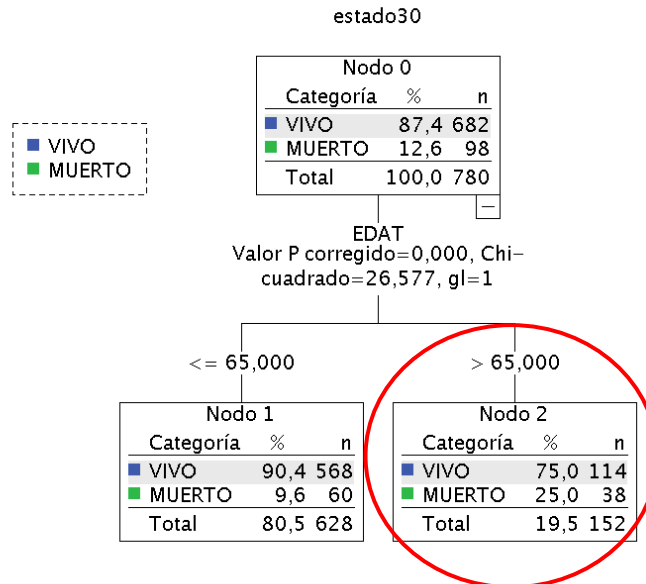 estado30
Nodo 0
Categoría % n
VIVO 87,4 682
MUERTO 12,6 98
Total 100,0 780
VIVO
MUERTO
EDAT
Valor P corregido=0,000, Chi-
cuadrado=26,577, gl=1
<= 65,000
> 65,000
Nodo 1
Categoría % n
VIVO 90,4 568
MUERTO 9,6 60
Total 80,5 628
Nodo 2
Categoría % n
VIVO 75,0 114
MUERTO 25,0 38
Total 19,5 152